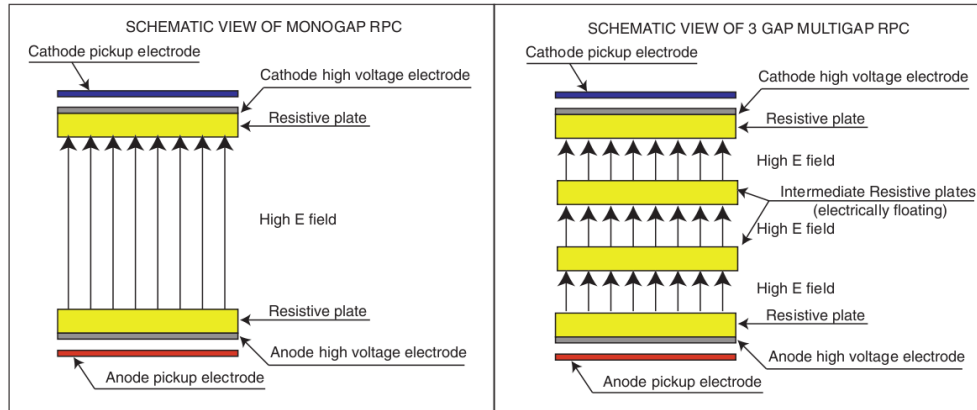 SCHEMATIC VIEW OF MONOGAP RPC
Cathode pickup electrode
Cathode high voltage electrode
Resistive plate
High E field
Resistive plate
Anode high voltage electrode
Anode pickup electrode
SCHEMATIC VIEW OF 3 GAP MULTIGAP RPC
Cathode pickup electrode
Cathode high voltage electrode
Resistive plate
High E field
Intermediate Resistive plates
(electrically floating)
High E field
High E field
Resistive plate
Anode high voltage electrode
Anode pickup electrode